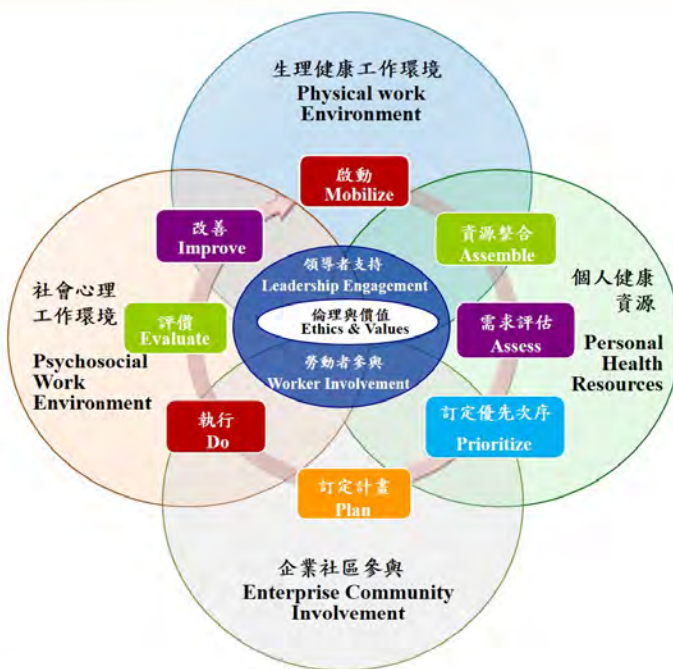 生理健康工作環境
Physical work
Environment
啟動
Mobilize
資源整合
Assemble
需求評估
Assess
訂定優先次序
Prioritize
訂定計畫
Plan
執行
Do
評價
Evaluate
改善
Improve
領導者支持
Leadership Engagement
倫理與價值
Ethics & Values
勞動者參與
Worker Involvement
社會心理
工作環境
Psychosocial
Work
Environment
個人健康
資源
Personal
Health
Resources
企業社區參與
Enterprise Community
Involvement